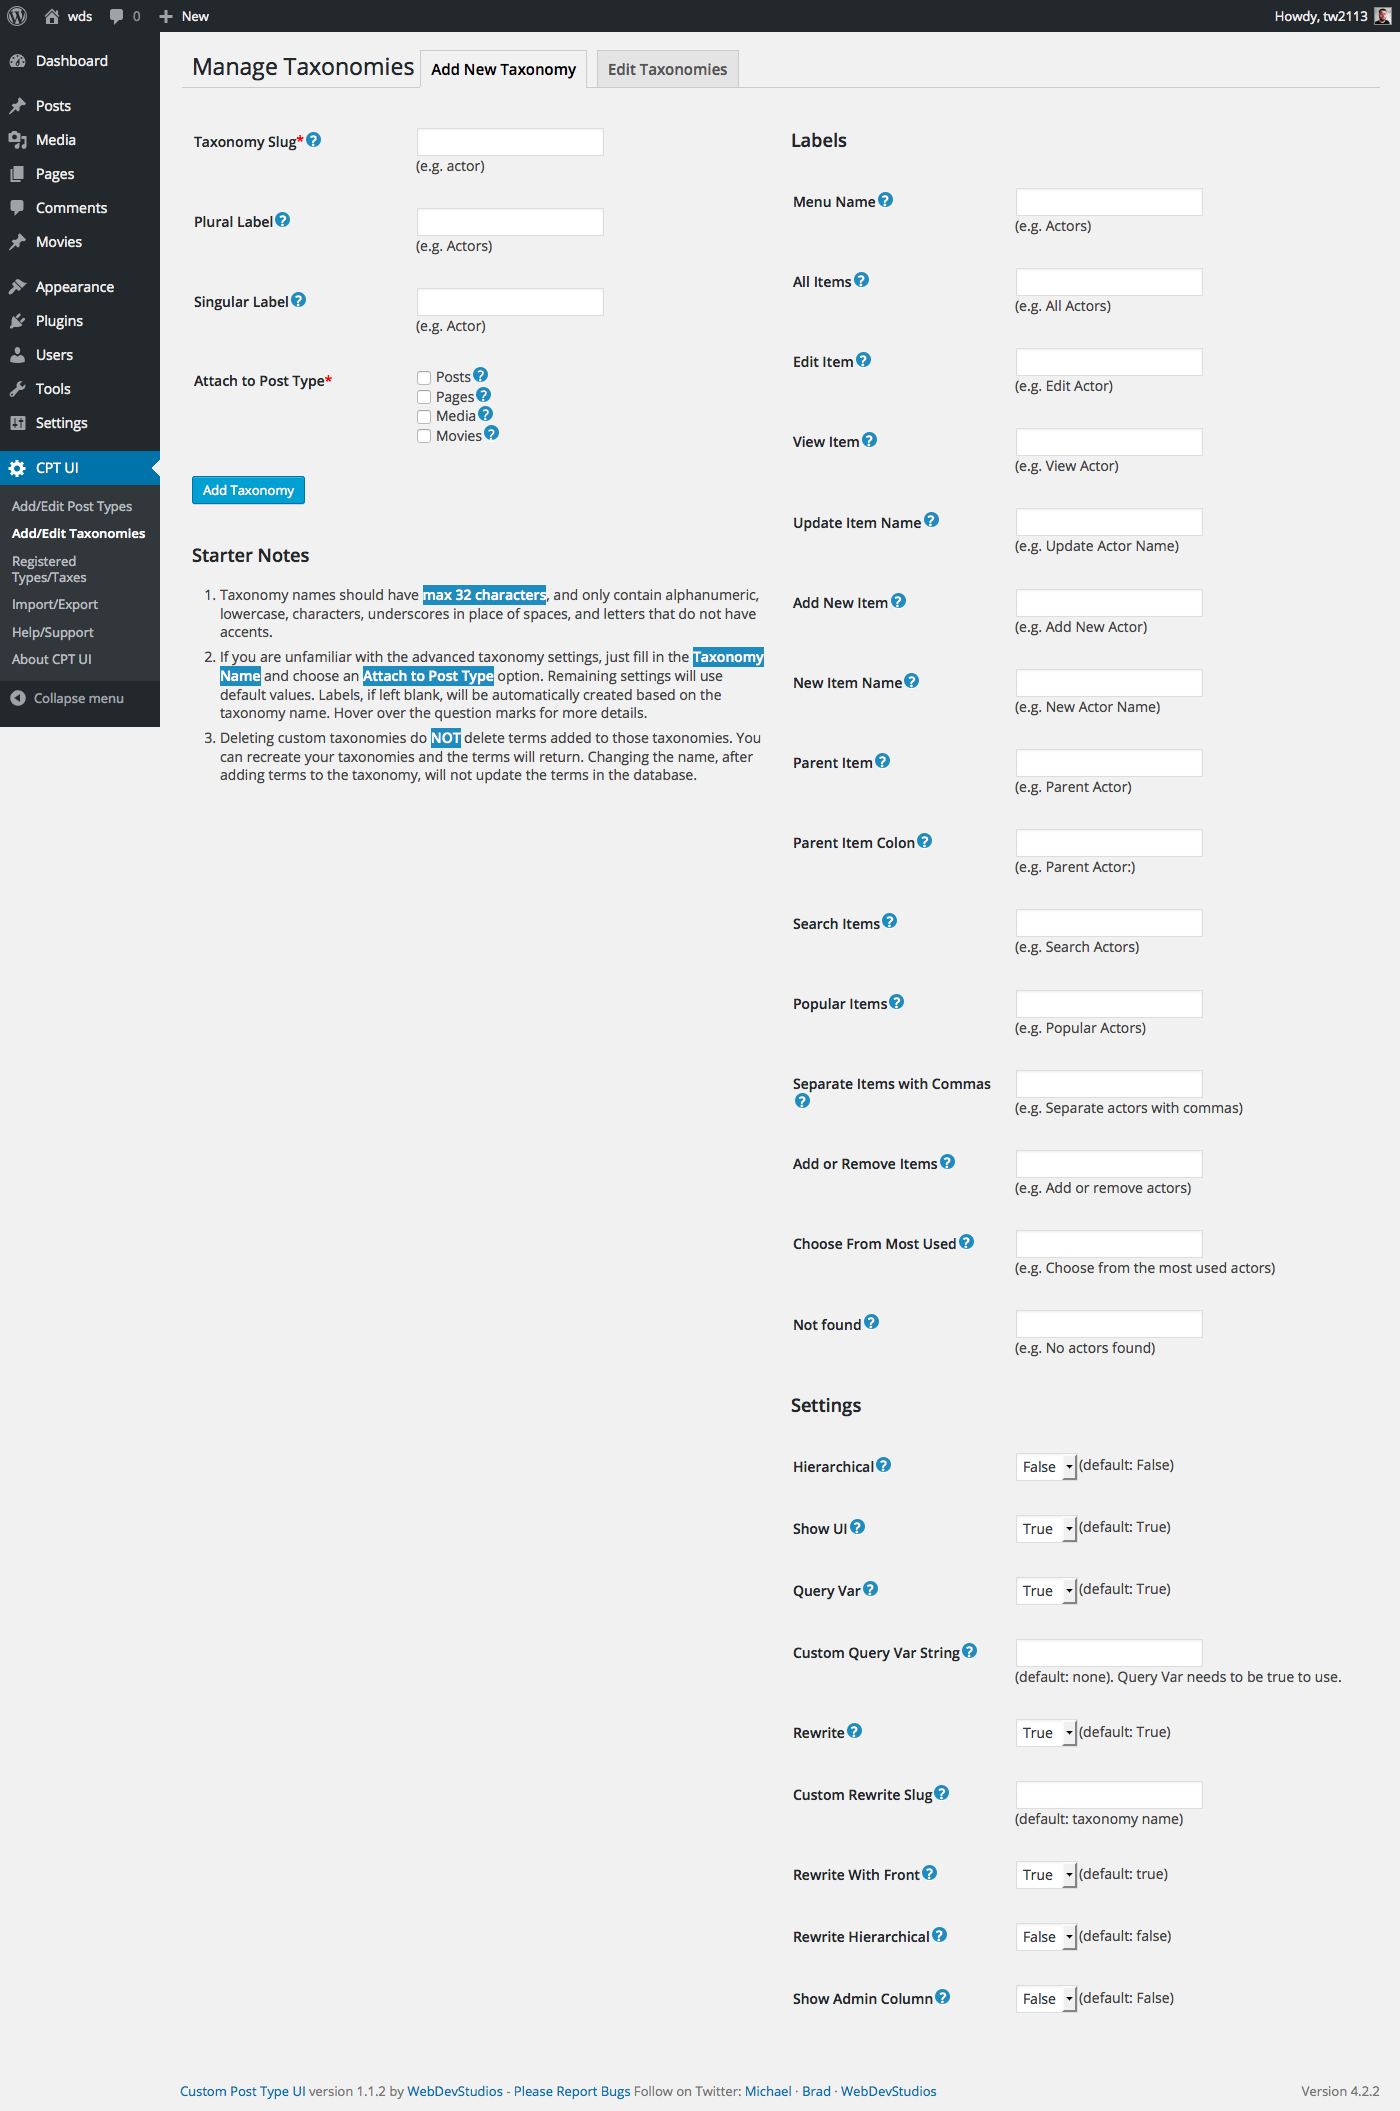 wds 0 New Howdy, tw2113
Dashboard
Posts
Media
Pages
Comments
Movies
Appearance
Plugins
Users
Tools
Settings
CPT UI
Add/Edit Post Types
Add/Edit Taxonomies
Registered
Types/Taxes
Import/Export
Help/Support
About CPT UI
Collapse menu
Manage Taxonomies Add New Taxonomy Edit Taxonomies
Taxonomy Slug*
(e.g. actor)
Plural Label
(e.g. Actors)
Singular Label
(e.g. Actor)
Attach to Post Type*
Posts
Pages
Media
Movies
Add Taxonomy
Starter Notes
1. Taxonomy names should have max 32 characters, and only contain alphanumeric,
lowercase, characters, underscores in place of spaces, and letters that do not have
accents.
2. If you are unfamiliar with the advanced taxonomy settings, just fill in the Taxonomy
Name and choose an Attach to Post Type option. Remaining settings will use
default values. Labels, if left blank, will be automatically created based on the
taxonomy name. Hover over the question marks for more details.
3. Deleting custom taxonomies do NOT delete terms added to those taxonomies. You
can recreate your taxonomies and the terms will return. Changing the name, after
adding terms to the taxonomy, will not update the terms in the database.
Labels
Menu Name
(e.g. Actors)
All Items
(e.g. All Actors)
Edit Item
(e.g. Edit Actor)
View Item
(e.g. View Actor)
Update Item Name
(e.g. Update Actor Name)
Add New Item
(e.g. Add New Actor)
New Item Name
(e.g. New Actor Name)
Parent Item
(e.g. Parent Actor)
Parent Item Colon
(e.g. Parent Actor:)
Search Items
(e.g. Search Actors)
Popular Items
(e.g. Popular Actors)
Separate Items with Commas
(e.g. Separate actors with commas)
Add or Remove Items
(e.g. Add or remove actors)
Choose From Most Used
(e.g. Choose from the most used actors)
Not found
(e.g. No actors found)
Settings
Hierarchical False (default: False)
Show UI True (default: True)
Query Var True (default: True)
Custom Query Var String
(default: none). Query Var needs to be true to use.
Rewrite True (default: True)
Custom Rewrite Slug
(default: taxonomy name)
Rewrite With Front True (default: true)
Rewrite Hierarchical False (default: false)
Show Admin Column False (default: False)
Custom Post Type UI version 1.1.2 by WebDevStudios - Please Report Bugs Follow on Twitter: Michael · Brad · WebDevStudios Version 4.2.2